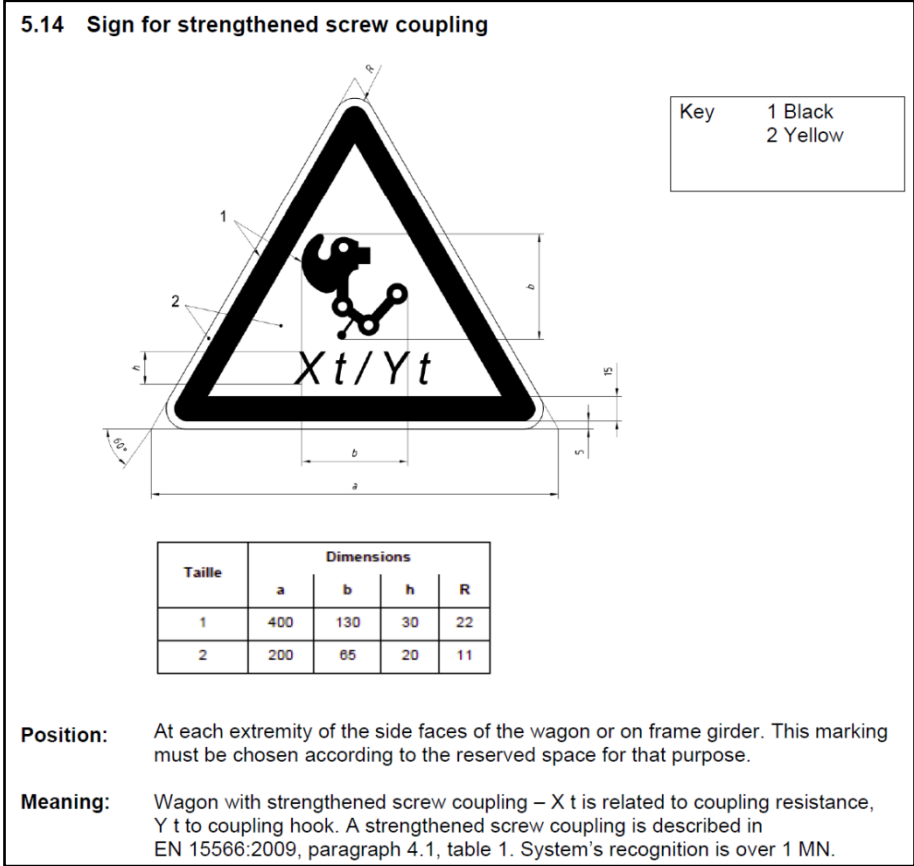 5.14 Sign for strengthened screw coupling
R
Key 1 Black
2 Yellow
1
b
2
h
Xt/Yt
15
60°
b
5
a
Taille Dimensions
a b h R
1 400 130 30 22
2 200 65 20 11
Position: At each extremity of the side faces of the wagon or on frame girder. This marking
must be chosen according to the reserved space for that purpose.
Meaning: Wagon with strengthened screw coupling – X t is related to coupling resistance,
Y t to coupling hook. A strengthened screw coupling is described in
EN 15566:2009, paragraph 4.1, table 1. System's recognition is over 1 MN.